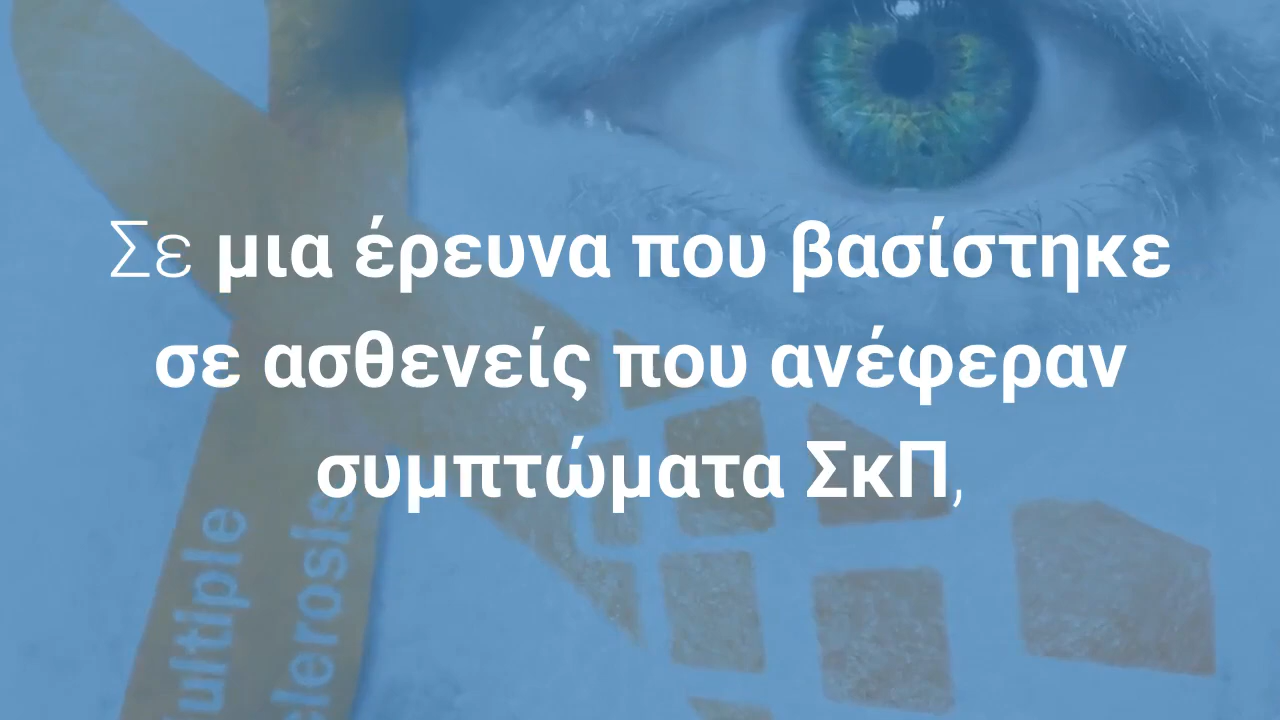 Σε μια έρευνα που βασίστηκε
σε ασθενείς που ανέφεραν
συμπτώματα ΣκΠ,
ultiple
clerosis